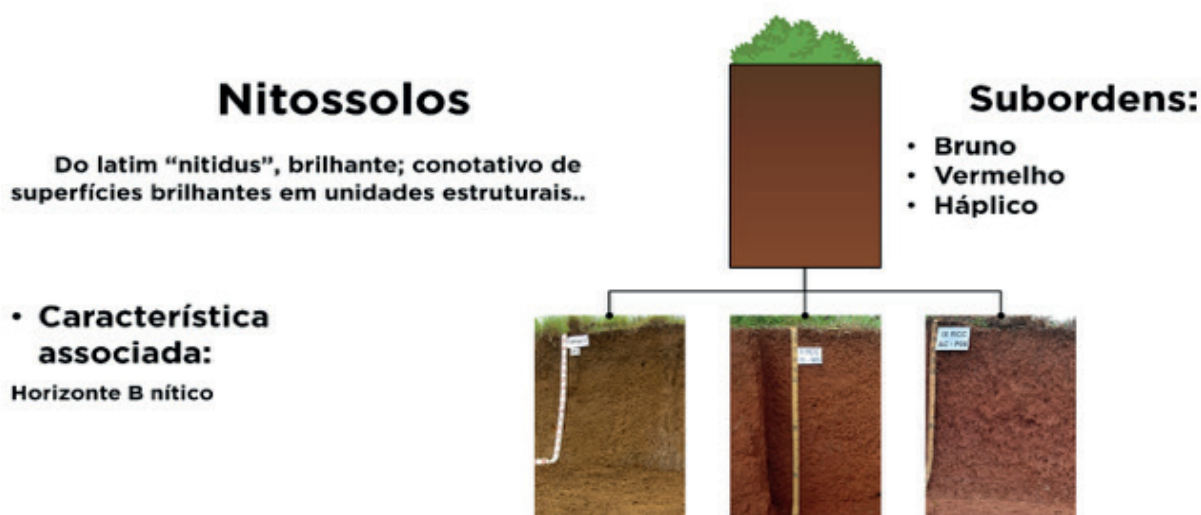 Nitossolos
Do latim “nitidus”, brilhante; conotativo de
superfícies brilhantes em unidades estruturais..
Subordens:
• Bruno
• Vermelho
• Háplico
• Característica
associada:
Horizonte B nítico